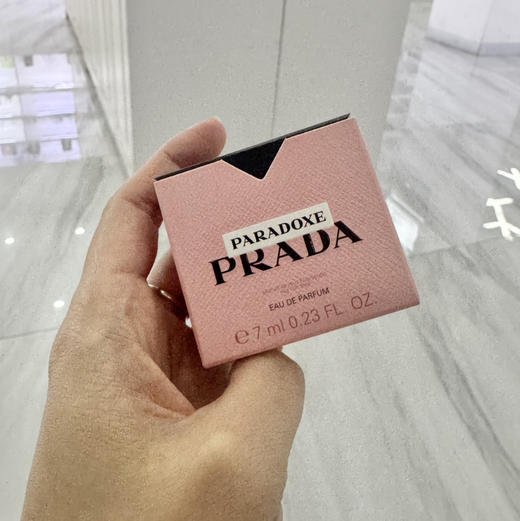 PARADOXE
PRADA
EAU DE PARFUM
℮7 ml 0.23 FL. OZ.